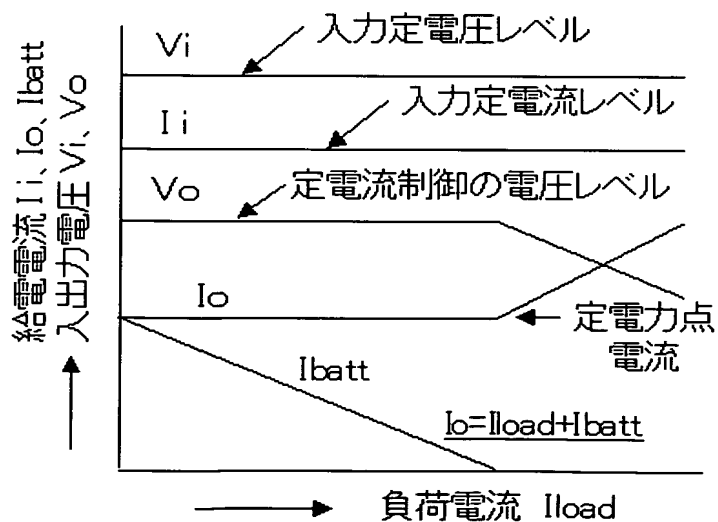 給電電流 Ii、Io、Ibatt
入出力電圧 Vi、Vo
Vi
入力定電圧レベル
Ii
入力定電流レベル
Vo
定電流制御の電圧レベル
Io
定電力点
電流
Ibatt
Io=Iload+Ibatt
負荷電流 Iload